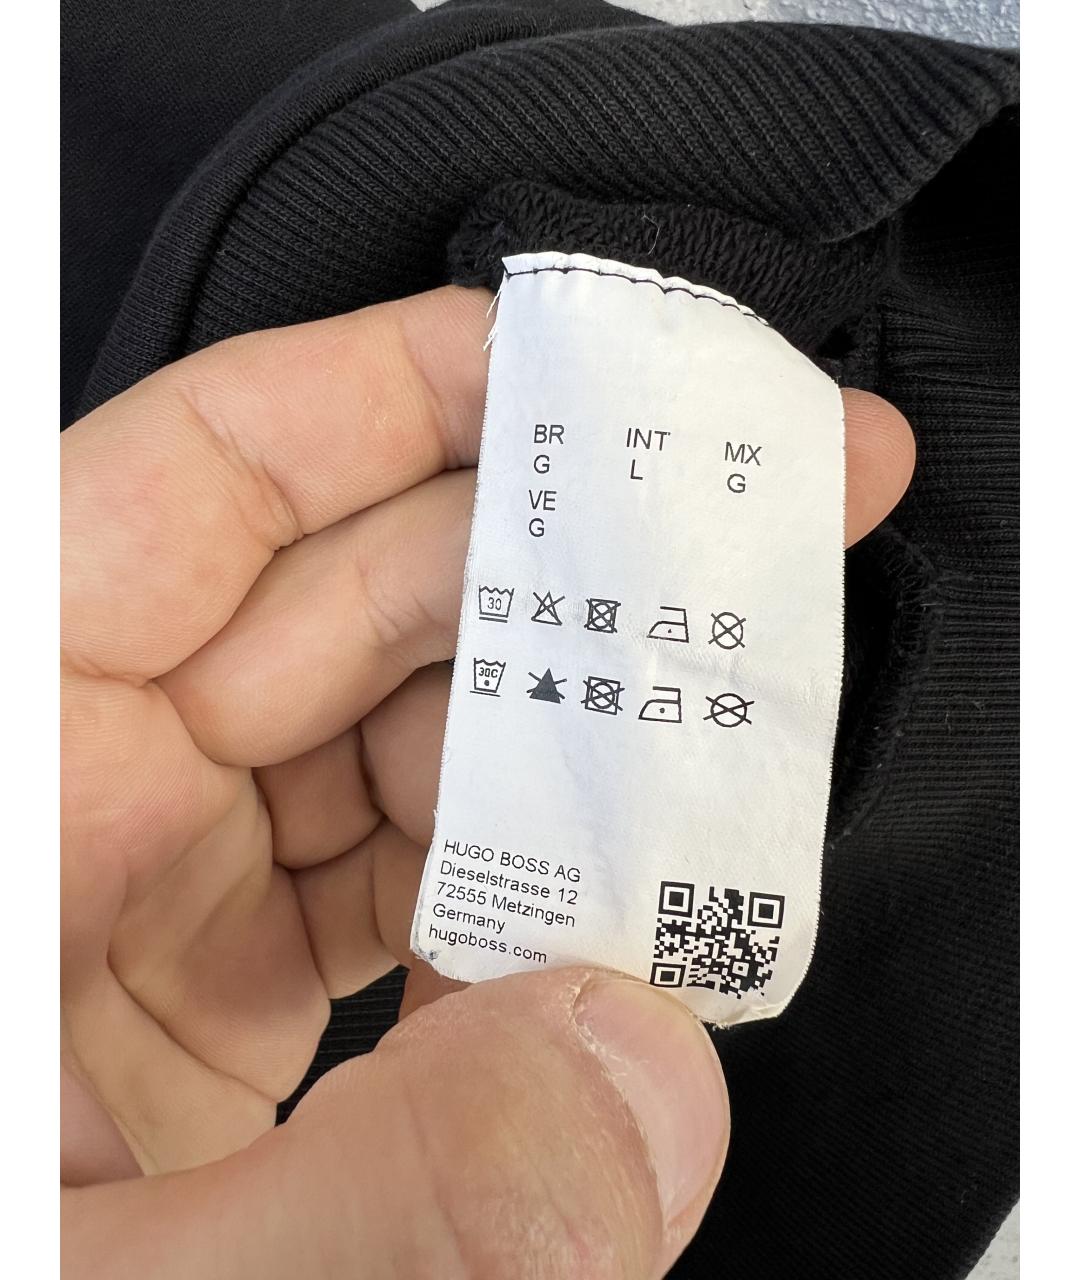 BR INT MX
G L G
VE
G
30
30C
HUGO BOSS AG
Dieselstrasse 12
72555 Metzingen
Germany
hugoboss.com